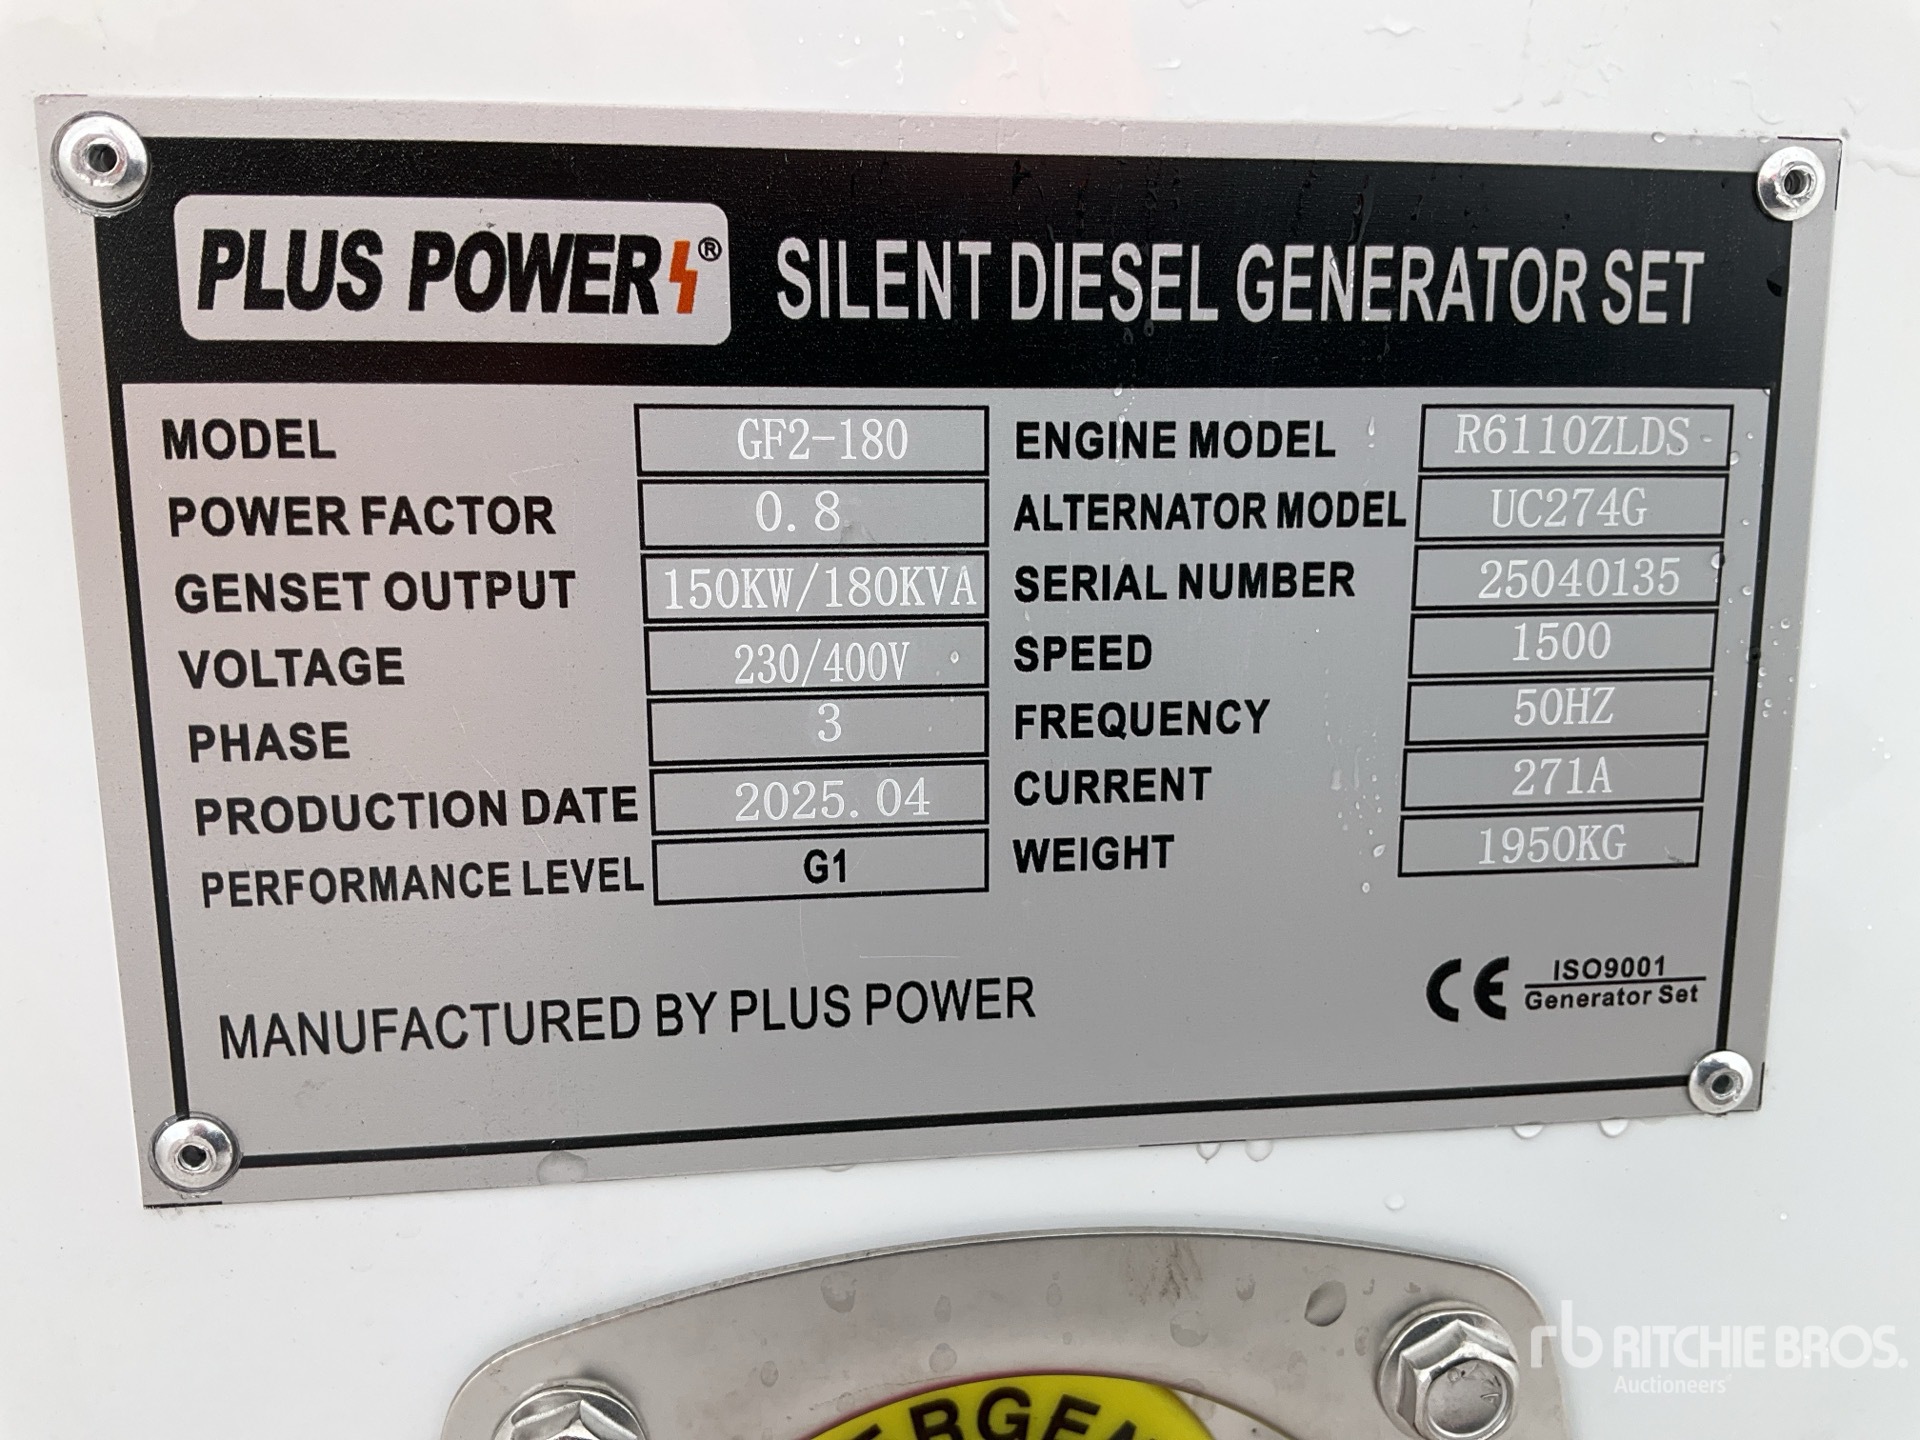 PLUS POWER® SILENT DIESEL GENERATOR SET
MODEL GF2-180 ENGINE MODEL R6110ZLDS
POWER FACTOR 0.8 ALTERNATOR MODEL UC274G
GENSET OUTPUT 150KW/180KVA SERIAL NUMBER 25040135
VOLTAGE 230/400V SPEED 1500
PHASE 3 FREQUENCY 50HZ
PRODUCTION DATE 2025.04 CURRENT 271A
PERFORMANCE LEVEL G1 WEIGHT 1950KG
MANUFACTURED BY PLUS POWER
CE ISO9001
Generator Set
rb RITCHIE BROS.
Auctioneers